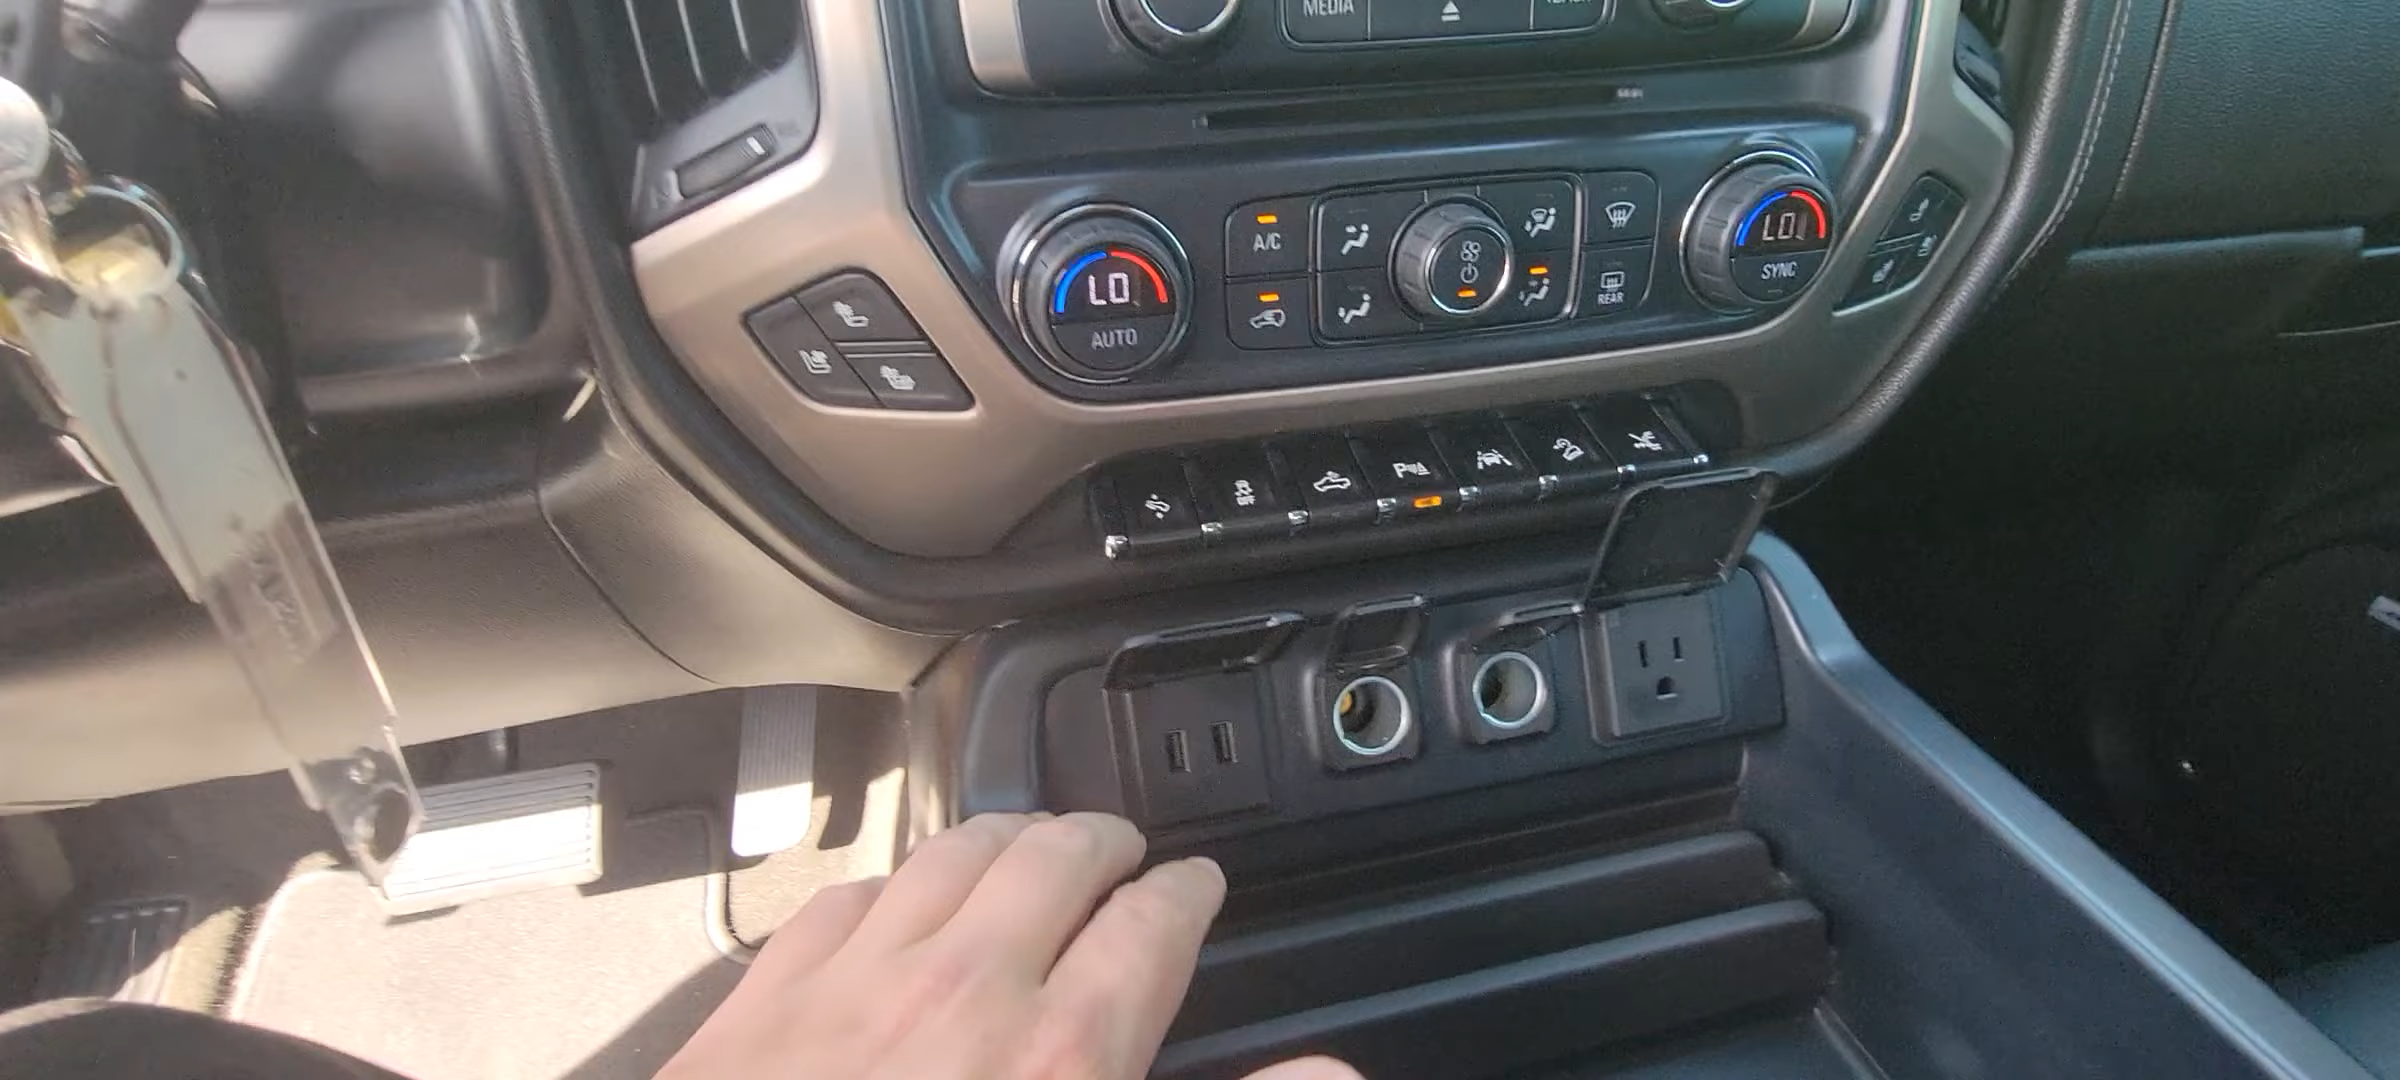 MEDIA
A/C
LO
AUTO
LO
SYNC
REAR
OFF
P